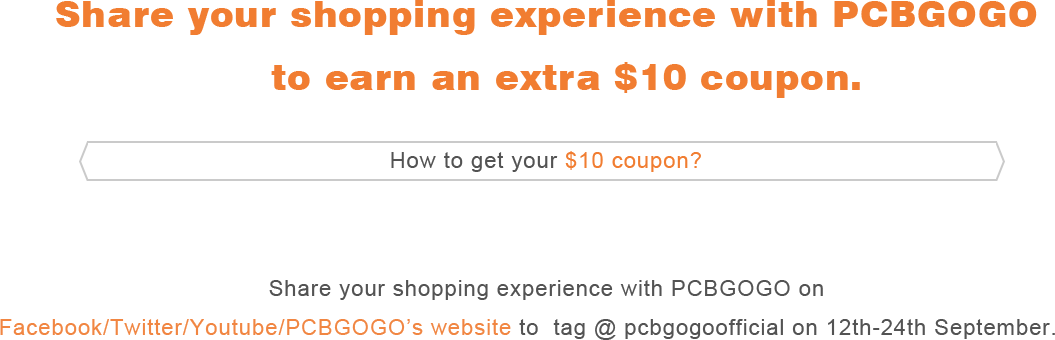 Share your shopping experience with PCBGOGO
to earn an extra $10 coupon.
How to get your $10 coupon?
Share your shopping experience with PCBGOGO on
Facebook/Twitter/Youtube/PCBGOGO’s website to  tag @ pcbgogoofficial on 12th-24th September.